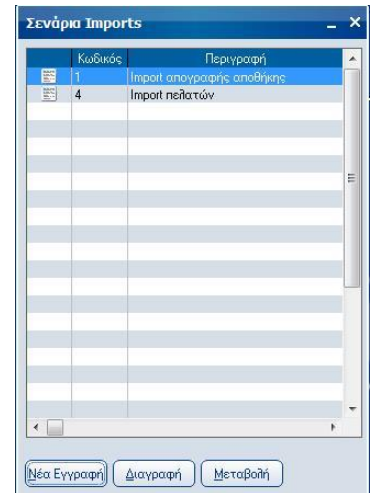 Σενάρια Imports
Κωδικός Περιγραφή
1 Import απογραφής αποθήκης
4 Import πελατών
Νέα Εγγραφή Διαγραφή Μεταβολή